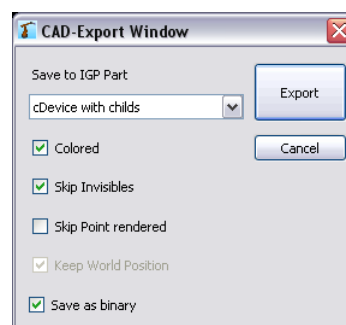 CAD-Export Window
Save to IGP Part
cDevice with childs
Export
Colored
Cancel
Skip Invisibles
Skip Point rendered
Keep World Position
Save as binary